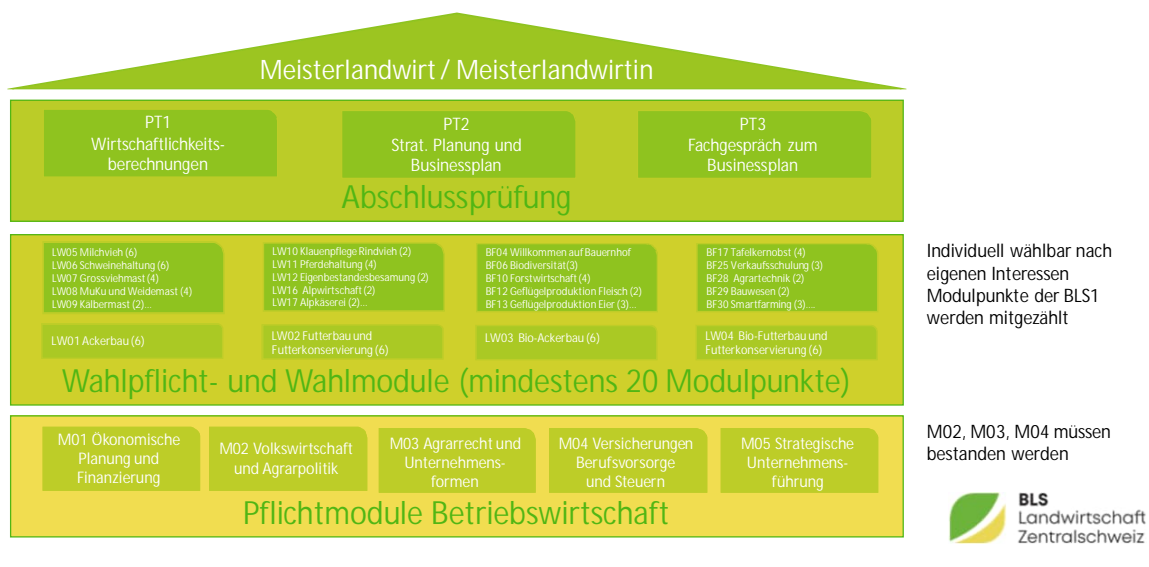 Meisterlandwirt / Meisterlandwirtin
PT1
Wirtschaftlichkeits-
berechnungen
PT2
Strat. Planung und
Businessplan
PT3
Fachgespräch zum
Businessplan
Abschlussprüfung
LW05 Milchvieh (6)
LW06 Schweinehaltung (6)
LW07 Grossviehmast (4)
LW08 MuKu und Weidemast (4)
LW09 Kälbermast (2)...
LW10 Klauenpflege Rindvieh (2)
LW11 Pferdehaltung (4)
LW12 Eigenbestandesbesamung (2)
LW16 Alpwirtschaft (2)
LW17 Alpkäserei (2)...
BF04 Willkommen auf Bauernhof
BF06 Biodiversität(3)
BF10 Forstwirtschaft (4)
BF12 Geflügelproduktion Fleisch (2)
BF13 Geflügelproduktion Eier (3)...
BF17 Tafelkernobst (4)
BF25 Verkaufsschulung (3)
BF28 Agrartechnik (2)
BF29 Bauwesen (2)
BF30 Smartfarming (3)...
LW01 Ackerbau (6)
LW02 Futterbau und
Futterkonservierung (6)
LW03 Bio-Ackerbau (6)
LW04 Bio-Futterbau und
Futterkonservierung (6)
Wahlpflicht- und Wahlmodule (mindestens 20 Modulpunkte)
Individuell wählbar nach
eigenen Interessen
Modulpunkte der BLS1
werden mitgezählt
M01 Ökonomische
Planung und
Finanzierung
M02 Volkswirtschaft
und Agrarpolitik
M03 Agrarrecht und
Unternehmens-
formen
M04 Versicherungen
Berufsvorsorge
und Steuern
M05 Strategische
Unternehmens-
führung
Pflichtmodule Betriebswirtschaft
M02, M03, M04 müssen
bestanden werden
BLS
Landwirtschaft
Zentralschweiz